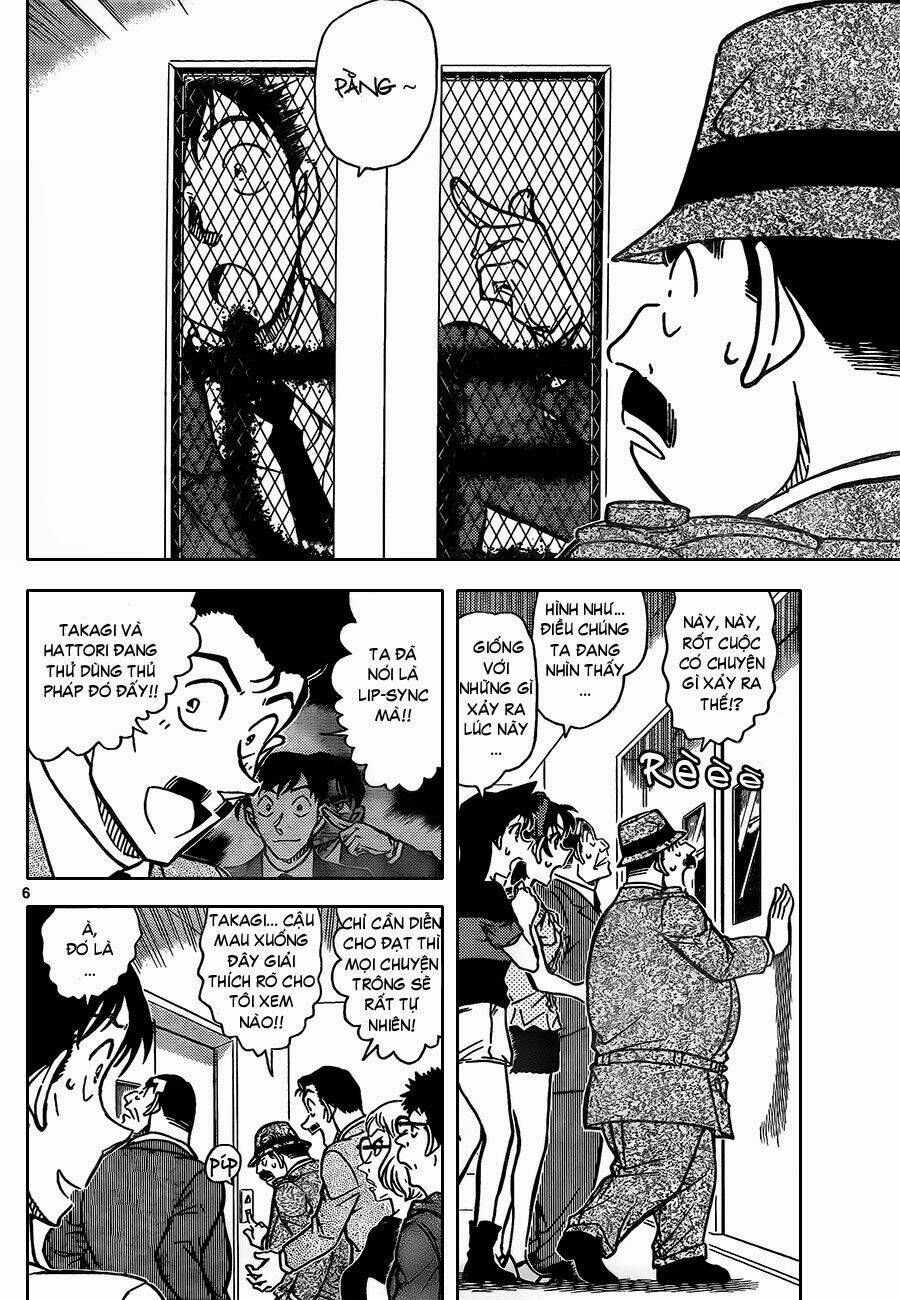 PẰNG ~
NÀY, NÀY,
RỐT CUỘC
CÓ CHUYỆN
GÌ XẢY RA
THẾ!?
HÌNH NHƯ...
ĐIỀU CHÚNG
TA ĐANG
NHÌN THẤY
...
GIỐNG
VỚI
NHỮNG GÌ
XẢY RA
LÚC NÃY
...
Rèèè
TA ĐÃ
NÓI LÀ
LIP-SYNC
MÀ!!
TAKAGI VÀ
HATTORI ĐANG
THỬ DÙNG THỦ
PHÁP ĐÓ ĐẤY!!
6
CHỈ CẦN DIỄN
CHO ĐẠT THÌ
MỌI CHUYỆN
TRÔNG SẼ
RẤT TỰ
NHIÊN!
TAKAGI... CẬU
MAU XUỐNG
ĐÂY GIẢI
THÍCH RÕ CHO
TÔI XEM
NÀO!!
À,
ĐÓ LÀ
...
PÍP